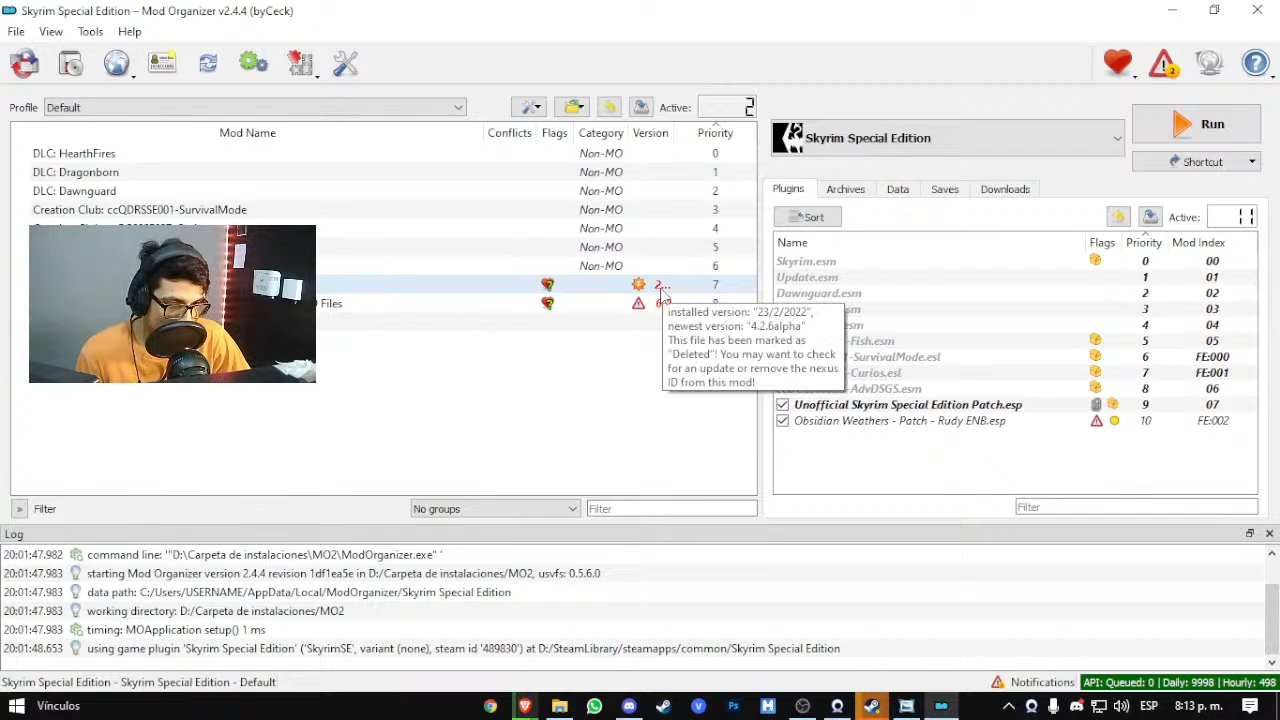 Skyrim Special Edition – Mod Organizer v2.4.4 (byCeck)
File View Tools Help
2
Profile Default Active: 2
Mod Name Conflicts Flags Category Version Priority
DLC: HearthFires Non-MO 0
DLC: Dragonborn Non-MO 1
DLC: Dawnguard Non-MO 2
Creation Club: ccQDRSSE001-SurvivalMode Non-MO 3
Non-MO 4
Non-MO 5
Non-MO 6
2... 7
Files
installed version: "23/2/2022",
newest version: "4.2.6alpha"
This file has been marked as
"Deleted"! You may want to check
for an update or remove the nexus
ID from this mod!
» Filter No groups Filter
Skyrim Special Edition
Run
Shortcut
Plugins Archives Data Saves Downloads
Sort Active: 11
Name Flags Priority Mod Index
Skyrim.esm 0 00
Update.esm 1 01
Dawnguard.esm 2 02
.esm 3 03
.esm 4 04
-Fish.esm 5 05
-SurvivalMode.esl 6 FE:000
-Curios.esl 7 FE:001
-AdvDSGS.esm 8 06
Unofficial Skyrim Special Edition Patch.esp 9 07
Obsidian Weathers - Patch - Rudy ENB.esp 10 FE:002
Filter
Log
20:01:47.982 command line: '"D:\Carpeta de instalaciones\MO2\ModOrganizer.exe" '
20:01:47.983 starting Mod Organizer version 2.4.4 revision 1df1ea5e in D:/Carpeta de instalaciones/MO2, usvfs: 0.5.6.0
20:01:47.983 data path: C:/Users/USERNAME/AppData/Local/ModOrganizer/Skyrim Special Edition
20:01:47.983 working directory: D:/Carpeta de instalaciones/MO2
20:01:47.983 timing: MOApplication setup() 1 ms
20:01:48.653 using game plugin 'Skyrim Special Edition' ('SkyrimSE', variant (none), steam id '489830') at D:/SteamLibrary/steamapps/common/Skyrim Special Edition
Skyrim Special Edition - Skyrim Special Edition - Default Notifications API: Queued: 0 | Daily: 9998 | Hourly: 498
Vínculos ESP 8:13 p. m.